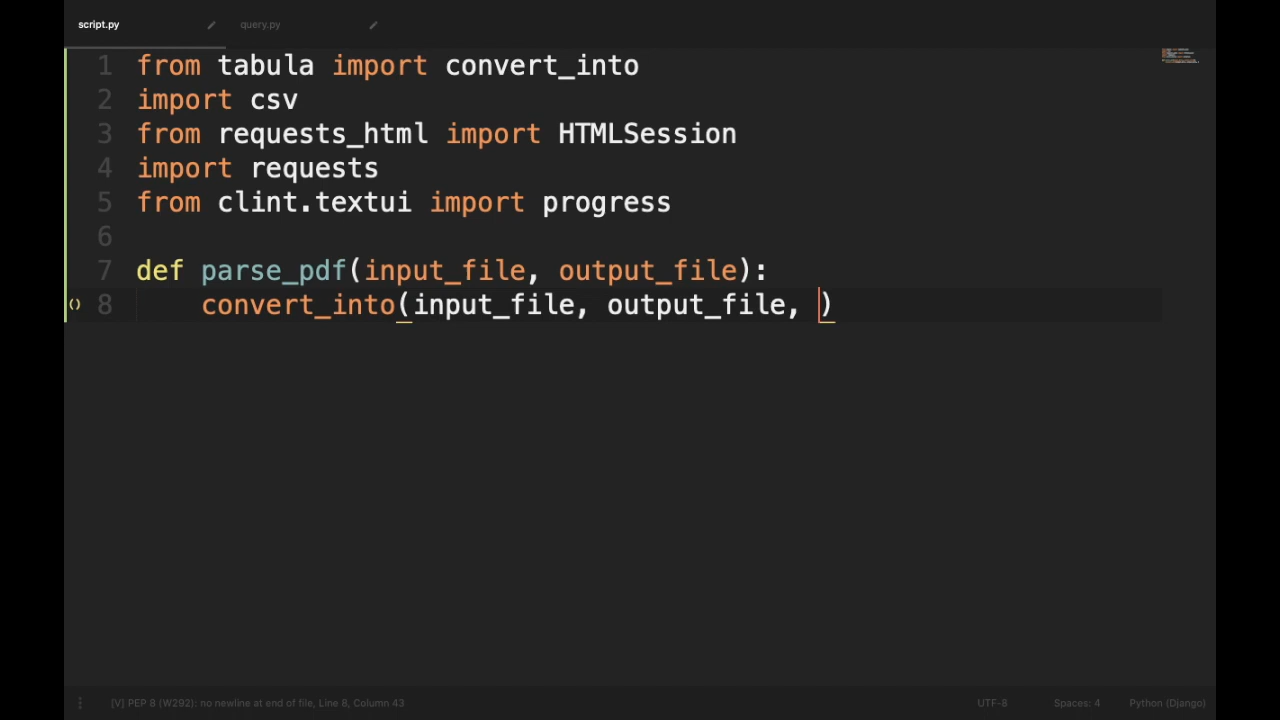 script.py
query.py
1 from tabula import convert_into
2 import csv
3 from requests_html import HTMLSession
4 import requests
5 from clint.textui import progress
6
7 def parse_pdf(input_file, output_file):
8     convert_into(input_file, output_file, )
[V] PEP 8 (W292): no newline at end of file, Line 8, Column 43
UTF-8
Spaces: 4
Python (Django)